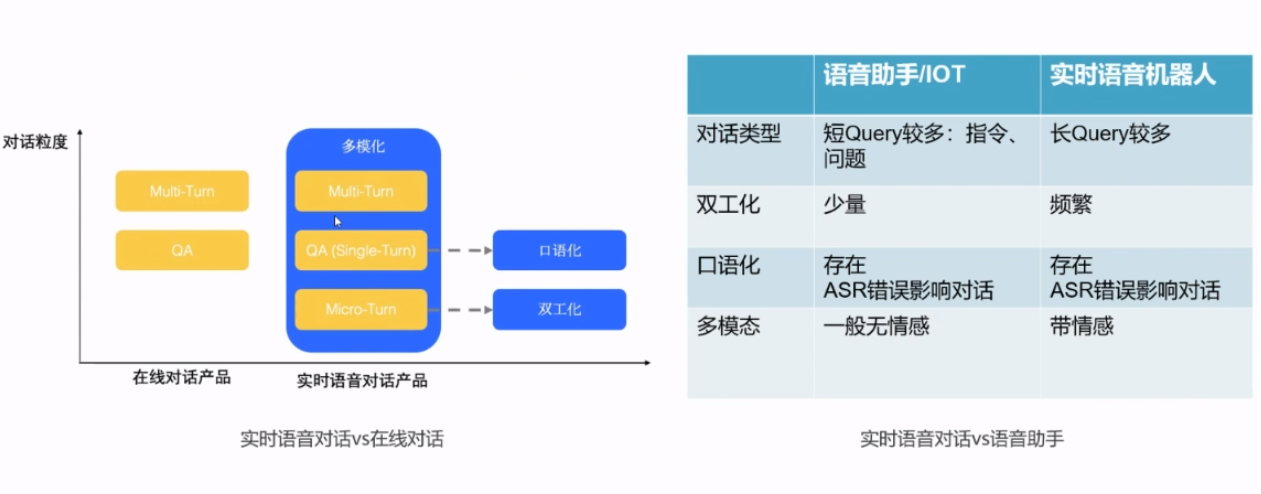 对话粒度
多模化
Multi-Turn
Multi-Turn
QA
QA (Single-Turn)
口语化
Micro-Turn
双工化
在线对话产品
实时语音对话产品
实时语音对话vs在线对话
语音助手/IOT
实时语音机器人
对话类型
短Query较多：指令、
问题
长Query较多
双工化
少量
频繁
口语化
存在
ASR错误影响对话
存在
ASR错误影响对话
多模态
一般无情感
带情感
实时语音对话vs语音助手